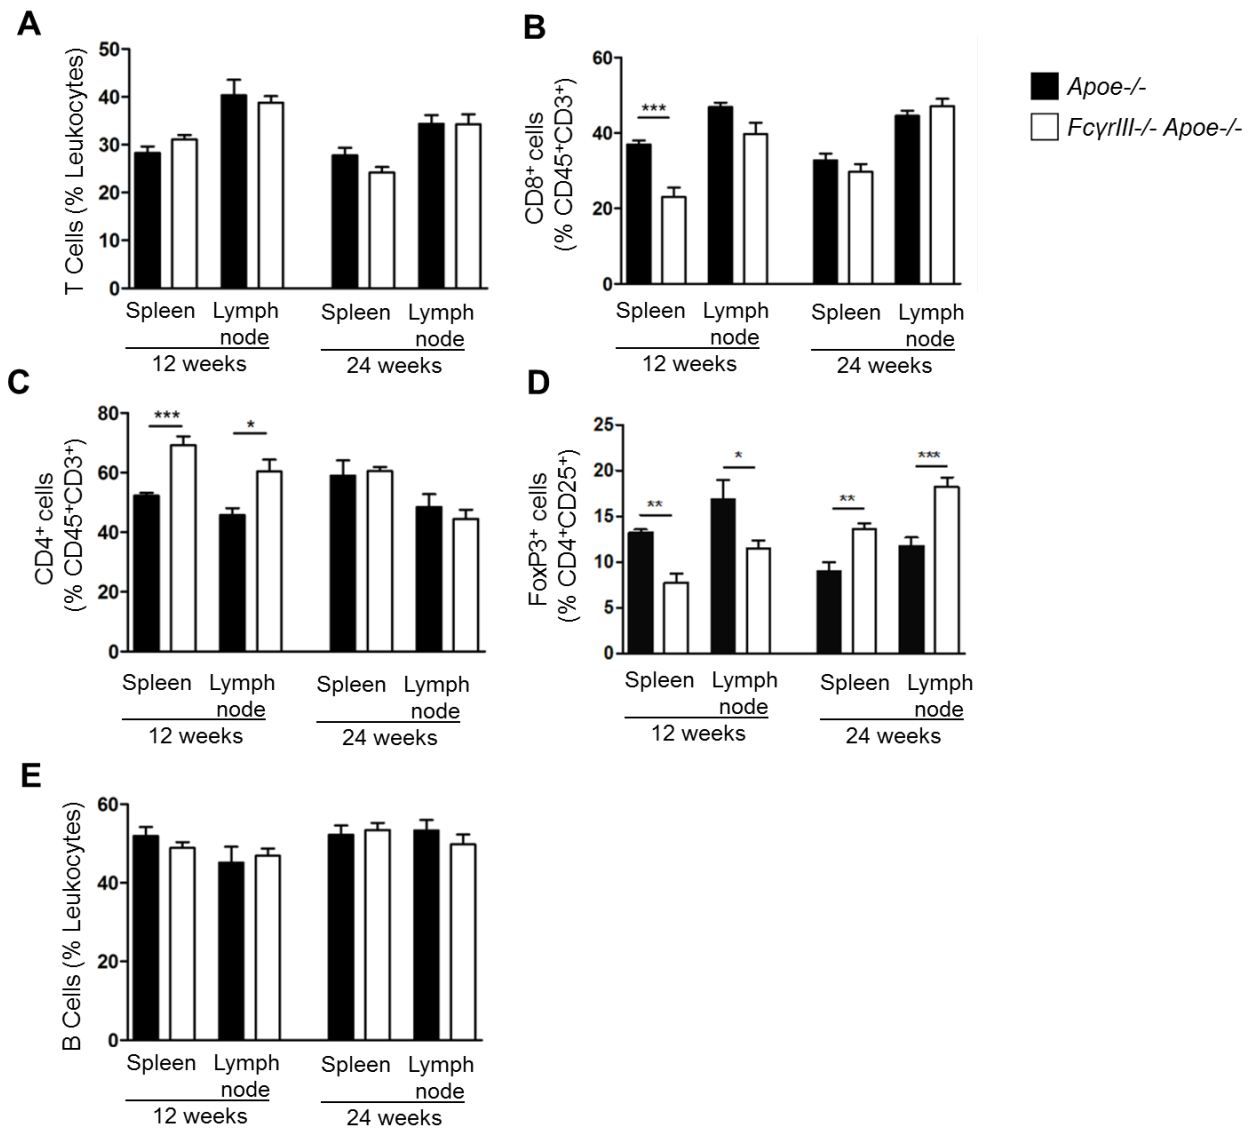 A
T Cells (% Leukocytes)
50
40
30
20
10
0
Spleen Lymph node Spleen Lymph node
12 weeks 24 weeks
B
CD8⁺ cells
(% CD45⁺CD3⁺)
60
40
20
0
***
Spleen Lymph node Spleen Lymph node
12 weeks 24 weeks
Apoe-/-
FcγrIII-/- Apoe-/-
C
CD4⁺ cells
(% CD45⁺CD3⁺)
80
60
40
20
0
*** *
Spleen Lymph node Spleen Lymph node
12 weeks 24 weeks
D
FoxP3⁺ cells
(% CD4⁺CD25⁺)
25
20
15
10
5
0
** * ** ***
Spleen Lymph node Spleen Lymph node
12 weeks 24 weeks
E
B Cells (% Leukocytes)
60
40
20
0
Spleen Lymph node Spleen Lymph node
12 weeks 24 weeks